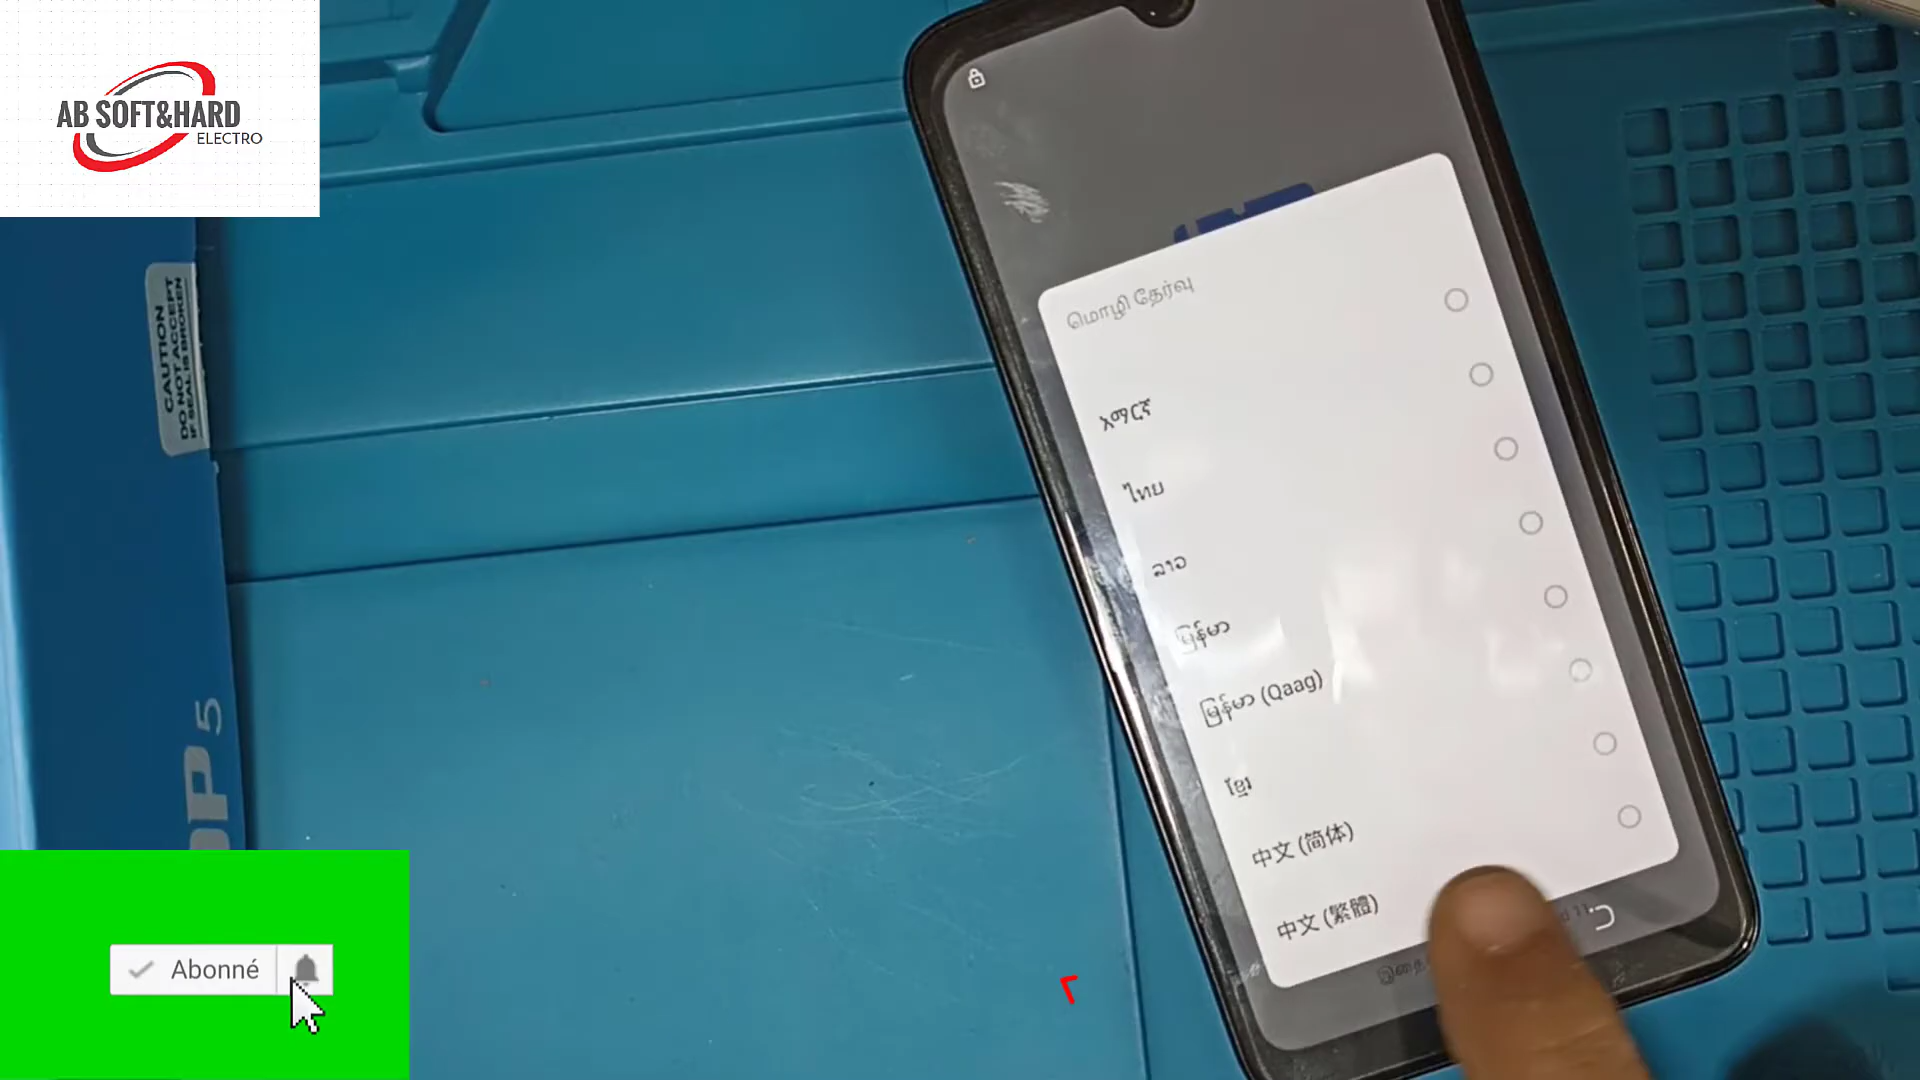 AB SOFT&HARD
ELECTRO
CAUTION
DO NOT ACCEPT
IF SEAL IS BROKEN
5
மொழி தேர்வு
አማርኛ
ไทย
ລາວ
မြန်မာ
မြန်မာ (Qaag)
ខ្មែរ
中文 (简体)
中文 (繁體)
Abonné